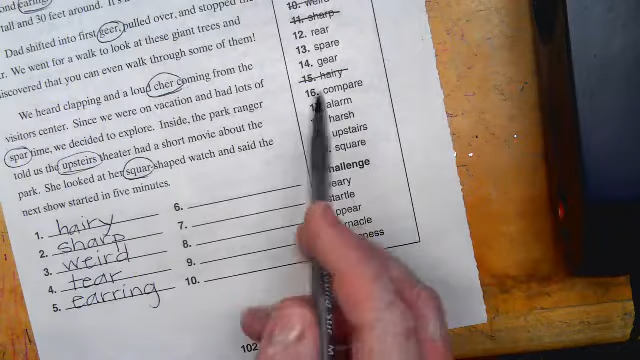 tall and 30 feet around. It's
Dad shifted into first geer, pulled over, and stopped the
r. We went for a walk to look at these giant trees and
iscovered that you can even walk through some of them!
We heard clapping and a loud cher coming from the
visitors center. Since we were on vacation and had lots of
spar time, we decided to explore. Inside, the park ranger
told us the upsteirs theater had a short movie about the
park. She looked at her squar-shaped watch and said the
next show started in five minutes.
1. hairy
2. sharp
3. weird
4. tear
5. earring
6.
7.
8.
9.
10.
10. weird
11. sharp
12. rear
13. spare
14. gear
15. hairy
16. compare
alarm
harsh
upstairs
square
hallenge
eary
tartle
ppear
rnacle
ness
102